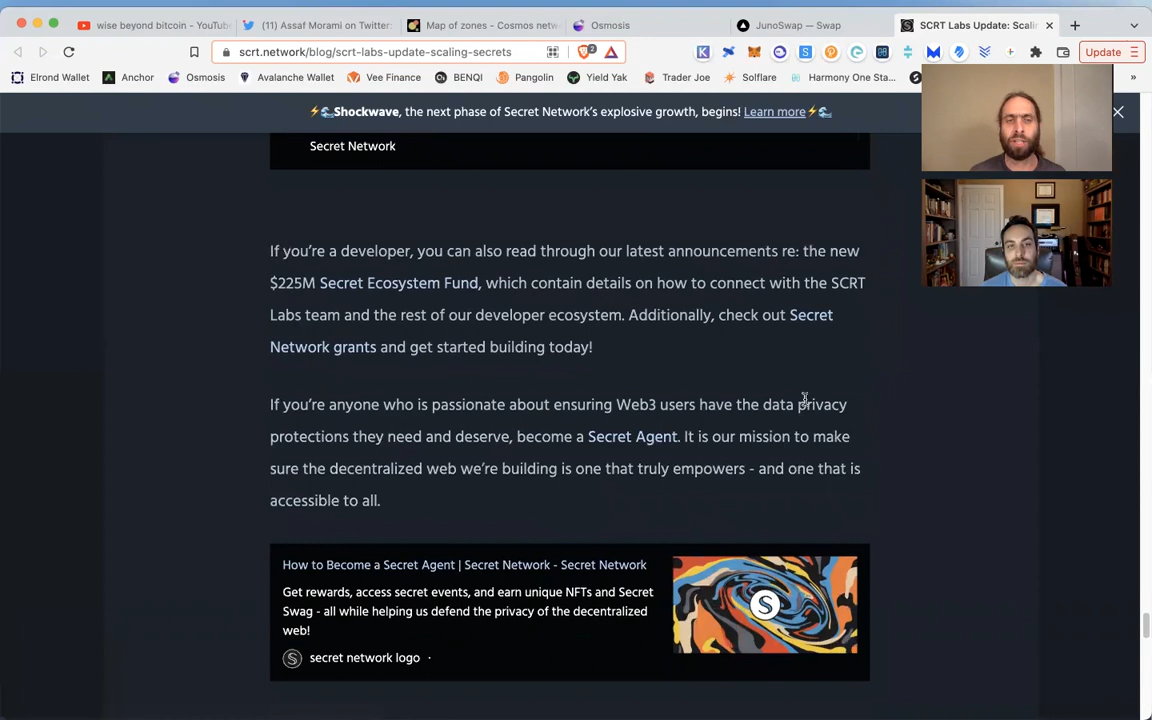 wise beyond bitcoin - YouTub
(11) Assaf Morami on Twitter:
Map of zones - Cosmos netw
Osmosis
JunoSwap — Swap
SCRT Labs Update: Scalin
scrt.network/blog/scrt-labs-update-scaling-secrets
2
Update
Elrond Wallet
Anchor
Osmosis
Avalanche Wallet
Vee Finance
BENQI
Pangolin
Yield Yak
Trader Joe
Solflare
Harmony One Sta...
»
⚡🌊Shockwave, the next phase of Secret Network's explosive growth, begins! Learn more⚡🌊
Secret Network
If you're a developer, you can also read through our latest announcements re: the new
$225M Secret Ecosystem Fund, which contain details on how to connect with the SCRT
Labs team and the rest of our developer ecosystem. Additionally, check out Secret
Network grants and get started building today!
If you're anyone who is passionate about ensuring Web3 users have the data privacy
protections they need and deserve, become a Secret Agent. It is our mission to make
sure the decentralized web we're building is one that truly empowers - and one that is
accessible to all.
How to Become a Secret Agent | Secret Network - Secret Network
Get rewards, access secret events, and earn unique NFTs and Secret
Swag - all while helping us defend the privacy of the decentralized
web!
secret network logo ·